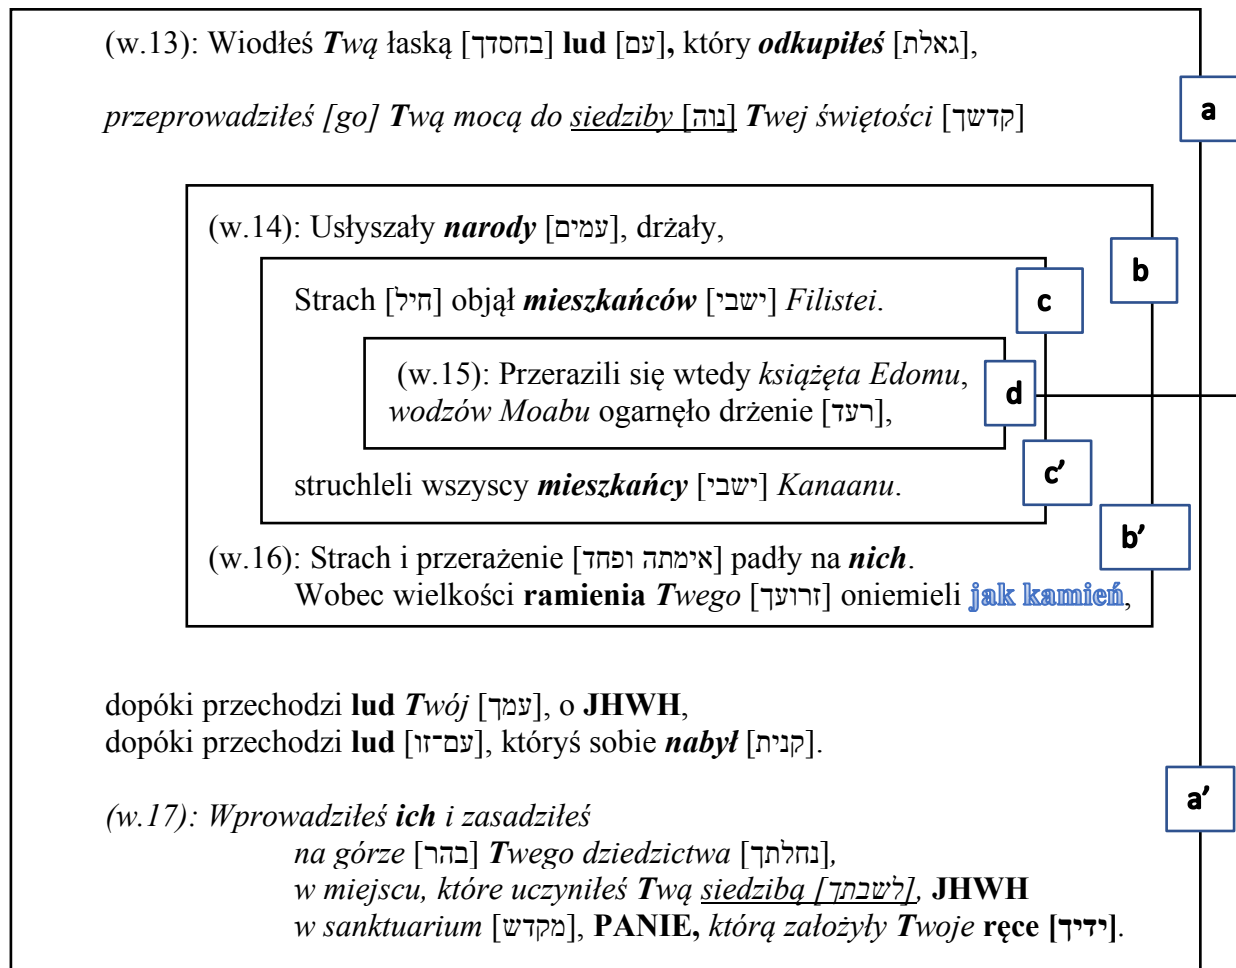 (w.13): Wiodłeś Twą łaską [בחסדך] lud [עם], który odkupiłeś [גאלת],
przeprowadziłeś [go] Twą mocą do siedziby [נוה] Twej świętości [קדשך]
a
(w.14): Usłyszały narody [עמים], drżały,
b
Strach [חיל] objął mieszkańców [ישבי] Filistei.
c
(w.15): Przerazili się wtedy książęta Edomu,
wodzów Moabu ogarnęło drżenie [רעד],
d
struchleli wszyscy mieszkańcy [ישבי] Kanaanu.
c'
b'
(w.16): Strach i przerażenie [אימתה ופחד] padły na nich.
Wobec wielkości ramienia Twego [זרועך] oniemieli jak kamień,
dopóki przechodzi lud Twój [עמך], o JHWH,
dopóki przechodzi lud [עם־זו], któryś sobie nabył [קנית].
a'
(w.17): Wprowadziłeś ich i zasadziłeś
na górze [בהר] Twego dziedzictwa [נחלתך],
w miejscu, które uczyniłeś Twą siedzibą [לשבתך], JHWH
w sanktuarium [מקדש], PANIE, którą założyły Twoje ręce [ידיך].